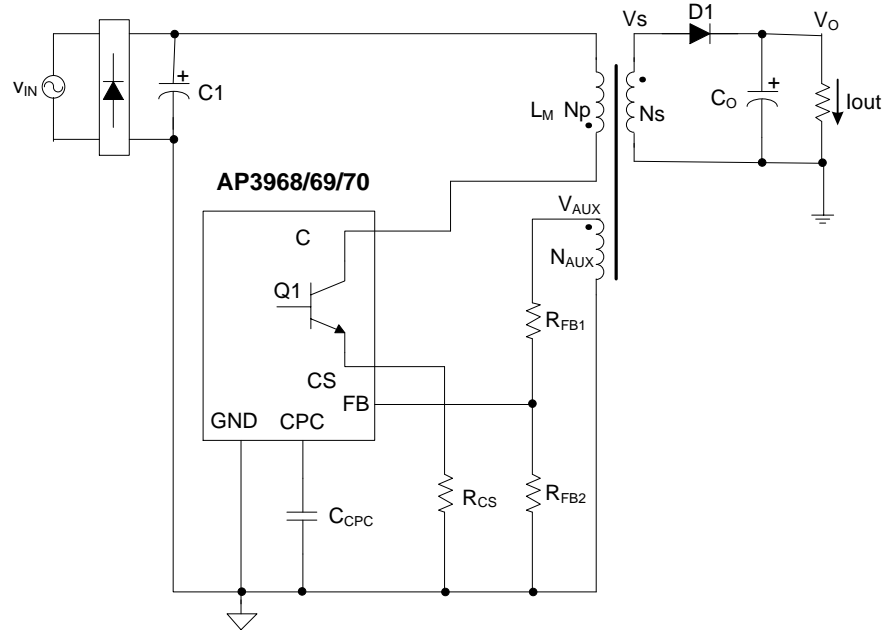 Vs
D1
VO
vIN
C1
LM Np
Ns
CO
Iout
AP3968/69/70
VAUX
C
NAUX
Q1
RFB1
CS
FB
GND
CPC
RCS
RFB2
CCPC